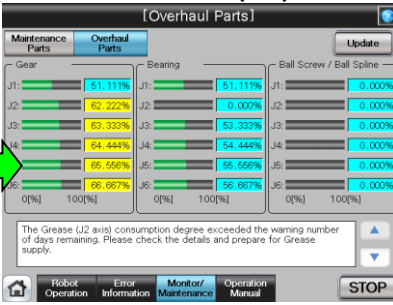 [Overhaul Parts]
Maintenance Parts
Overhaul Parts
Update
Gear
Bearing
Ball Screw / Ball Spline
J1: 51.111% J1: 51.111% J1: 0.000%
J2: 62.222% J2: 0.000% J2: 0.000%
J3: 63.333% J3: 53.333% J3: 0.000%
J4: 64.444% J4: 54.444% J4: 0.000%
65.556% J5: 55.556% J5: 0.000%
J6: 66.667% J6: 56.667% J6: 0.000%
0[%] 100[%] 0[%] 100[%] 0[%] 100[%]
The Grease (J2 axis) consumption degree exceeded the warning number
of days remaining. Please check the details and prepare for Grease
supply.
Robot Operation
Error Information
Monitor/ Maintenance
Operation Manual
STOP